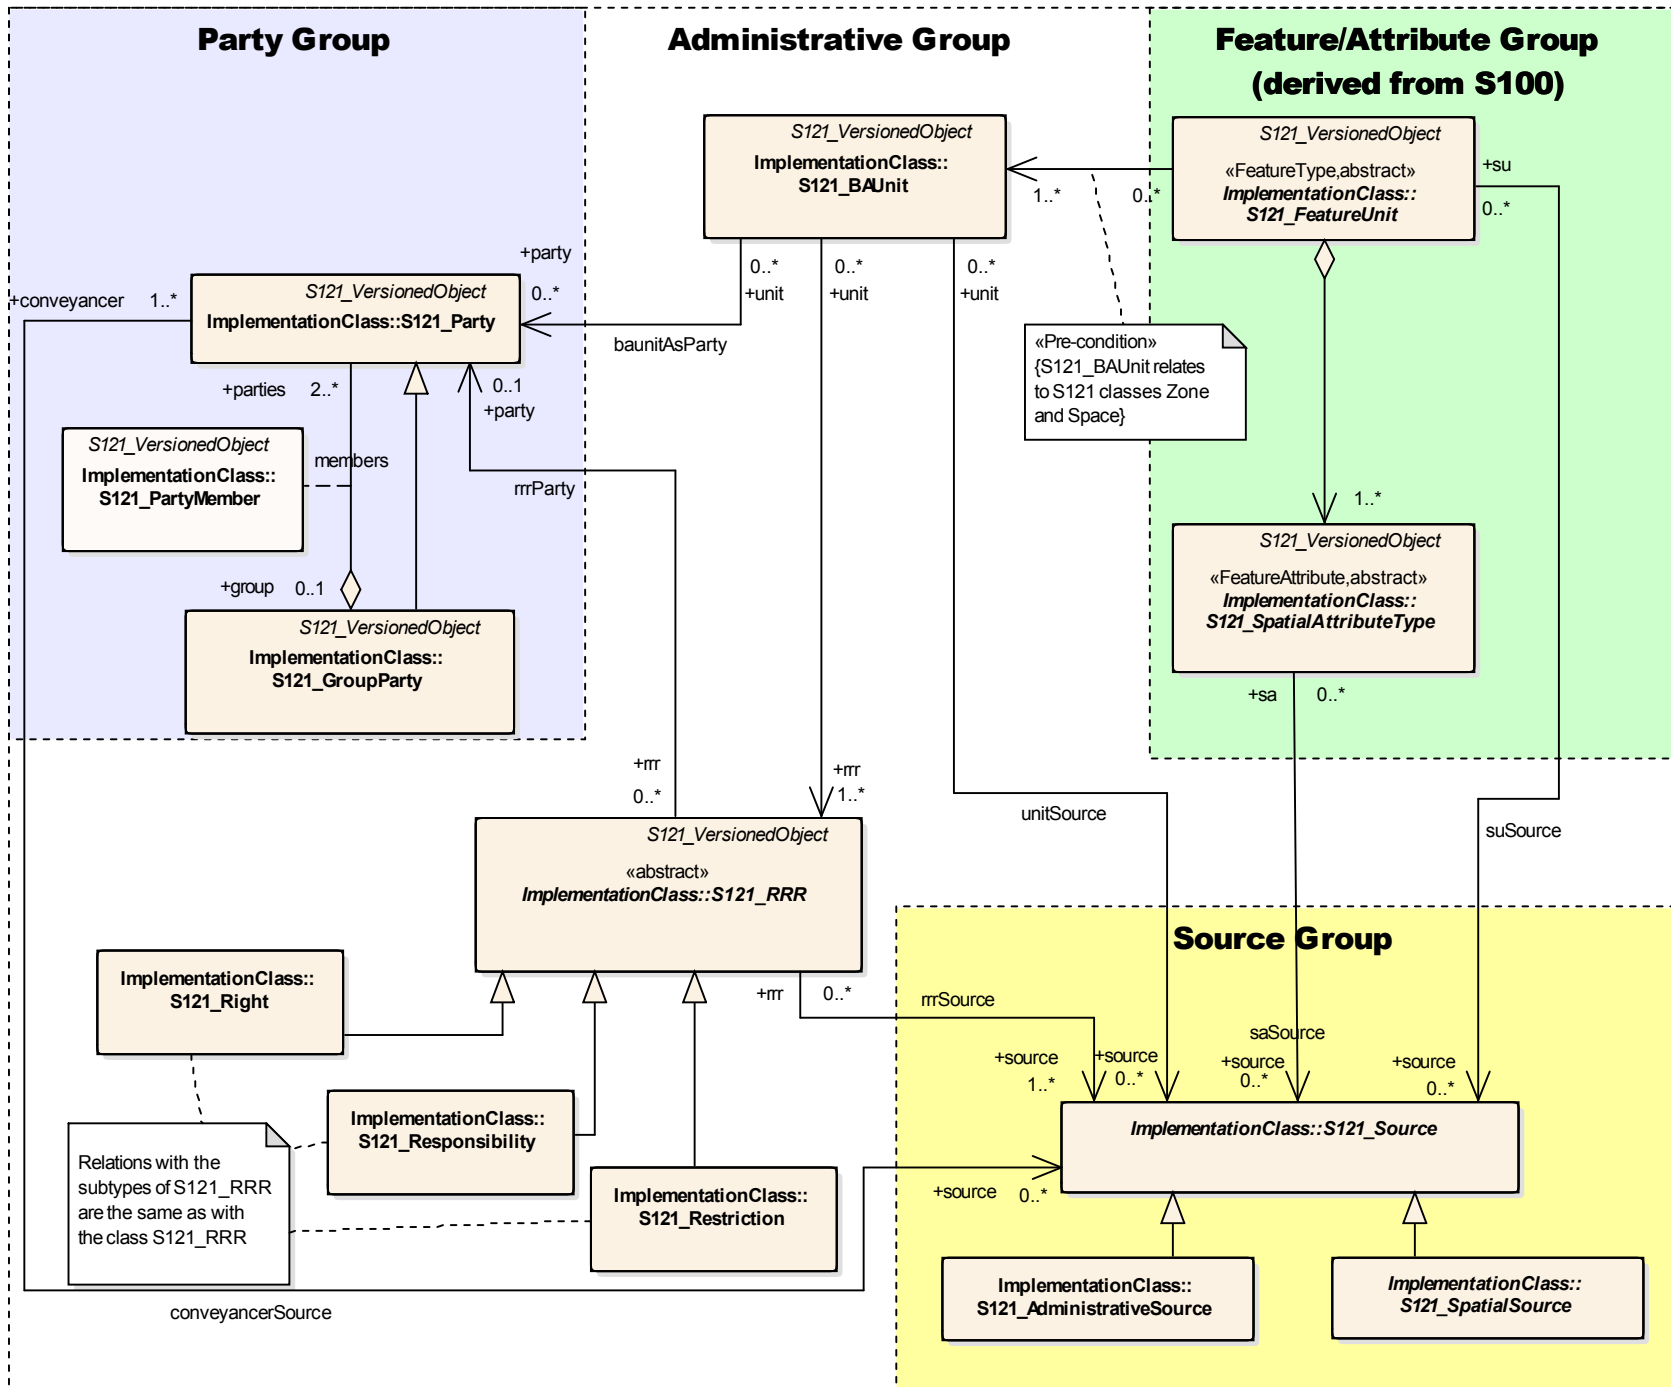 Party Group
Administrative Group
Feature/Attribute Group
(derived from S100)
S121_VersionedObject
ImplementationClass::
S121_BAUnit
S121_VersionedObject
«FeatureType,abstract»
ImplementationClass::
S121_FeatureUnit
+su
0..*
1..*
0..*
+party
0..*
+conveyancer
1..*
S121_VersionedObject
ImplementationClass::S121_Party
0..*
+unit
0..*
+unit
0..*
+unit
baunitAsParty
«Pre-condition»
{S121_BAUnit relates
to S121 classes Zone
and Space}
+parties
2..*
0..1
+party
S121_VersionedObject
ImplementationClass::
S121_PartyMember
members
rrrParty
1..*
S121_VersionedObject
«FeatureAttribute,abstract»
ImplementationClass::
S121_SpatialAttributeType
+group
0..1
S121_VersionedObject
ImplementationClass::
S121_GroupParty
+sa
0..*
+rrr
0..*
+rrr
1..*
unitSource
suSource
S121_VersionedObject
«abstract»
ImplementationClass::S121_RRR
Source Group
ImplementationClass::
S121_Right
+rrr
0..*
rrrSource
saSource
+source
1..*
+source
0..*
+source
0..*
+source
0..*
ImplementationClass::S121_Source
ImplementationClass::
S121_Responsibility
Relations with the
subtypes of S121_RRR
are the same as with
the class S121_RRR
ImplementationClass::
S121_Restriction
+source
0..*
ImplementationClass::
S121_AdministrativeSource
ImplementationClass::
S121_SpatialSource
conveyancerSource